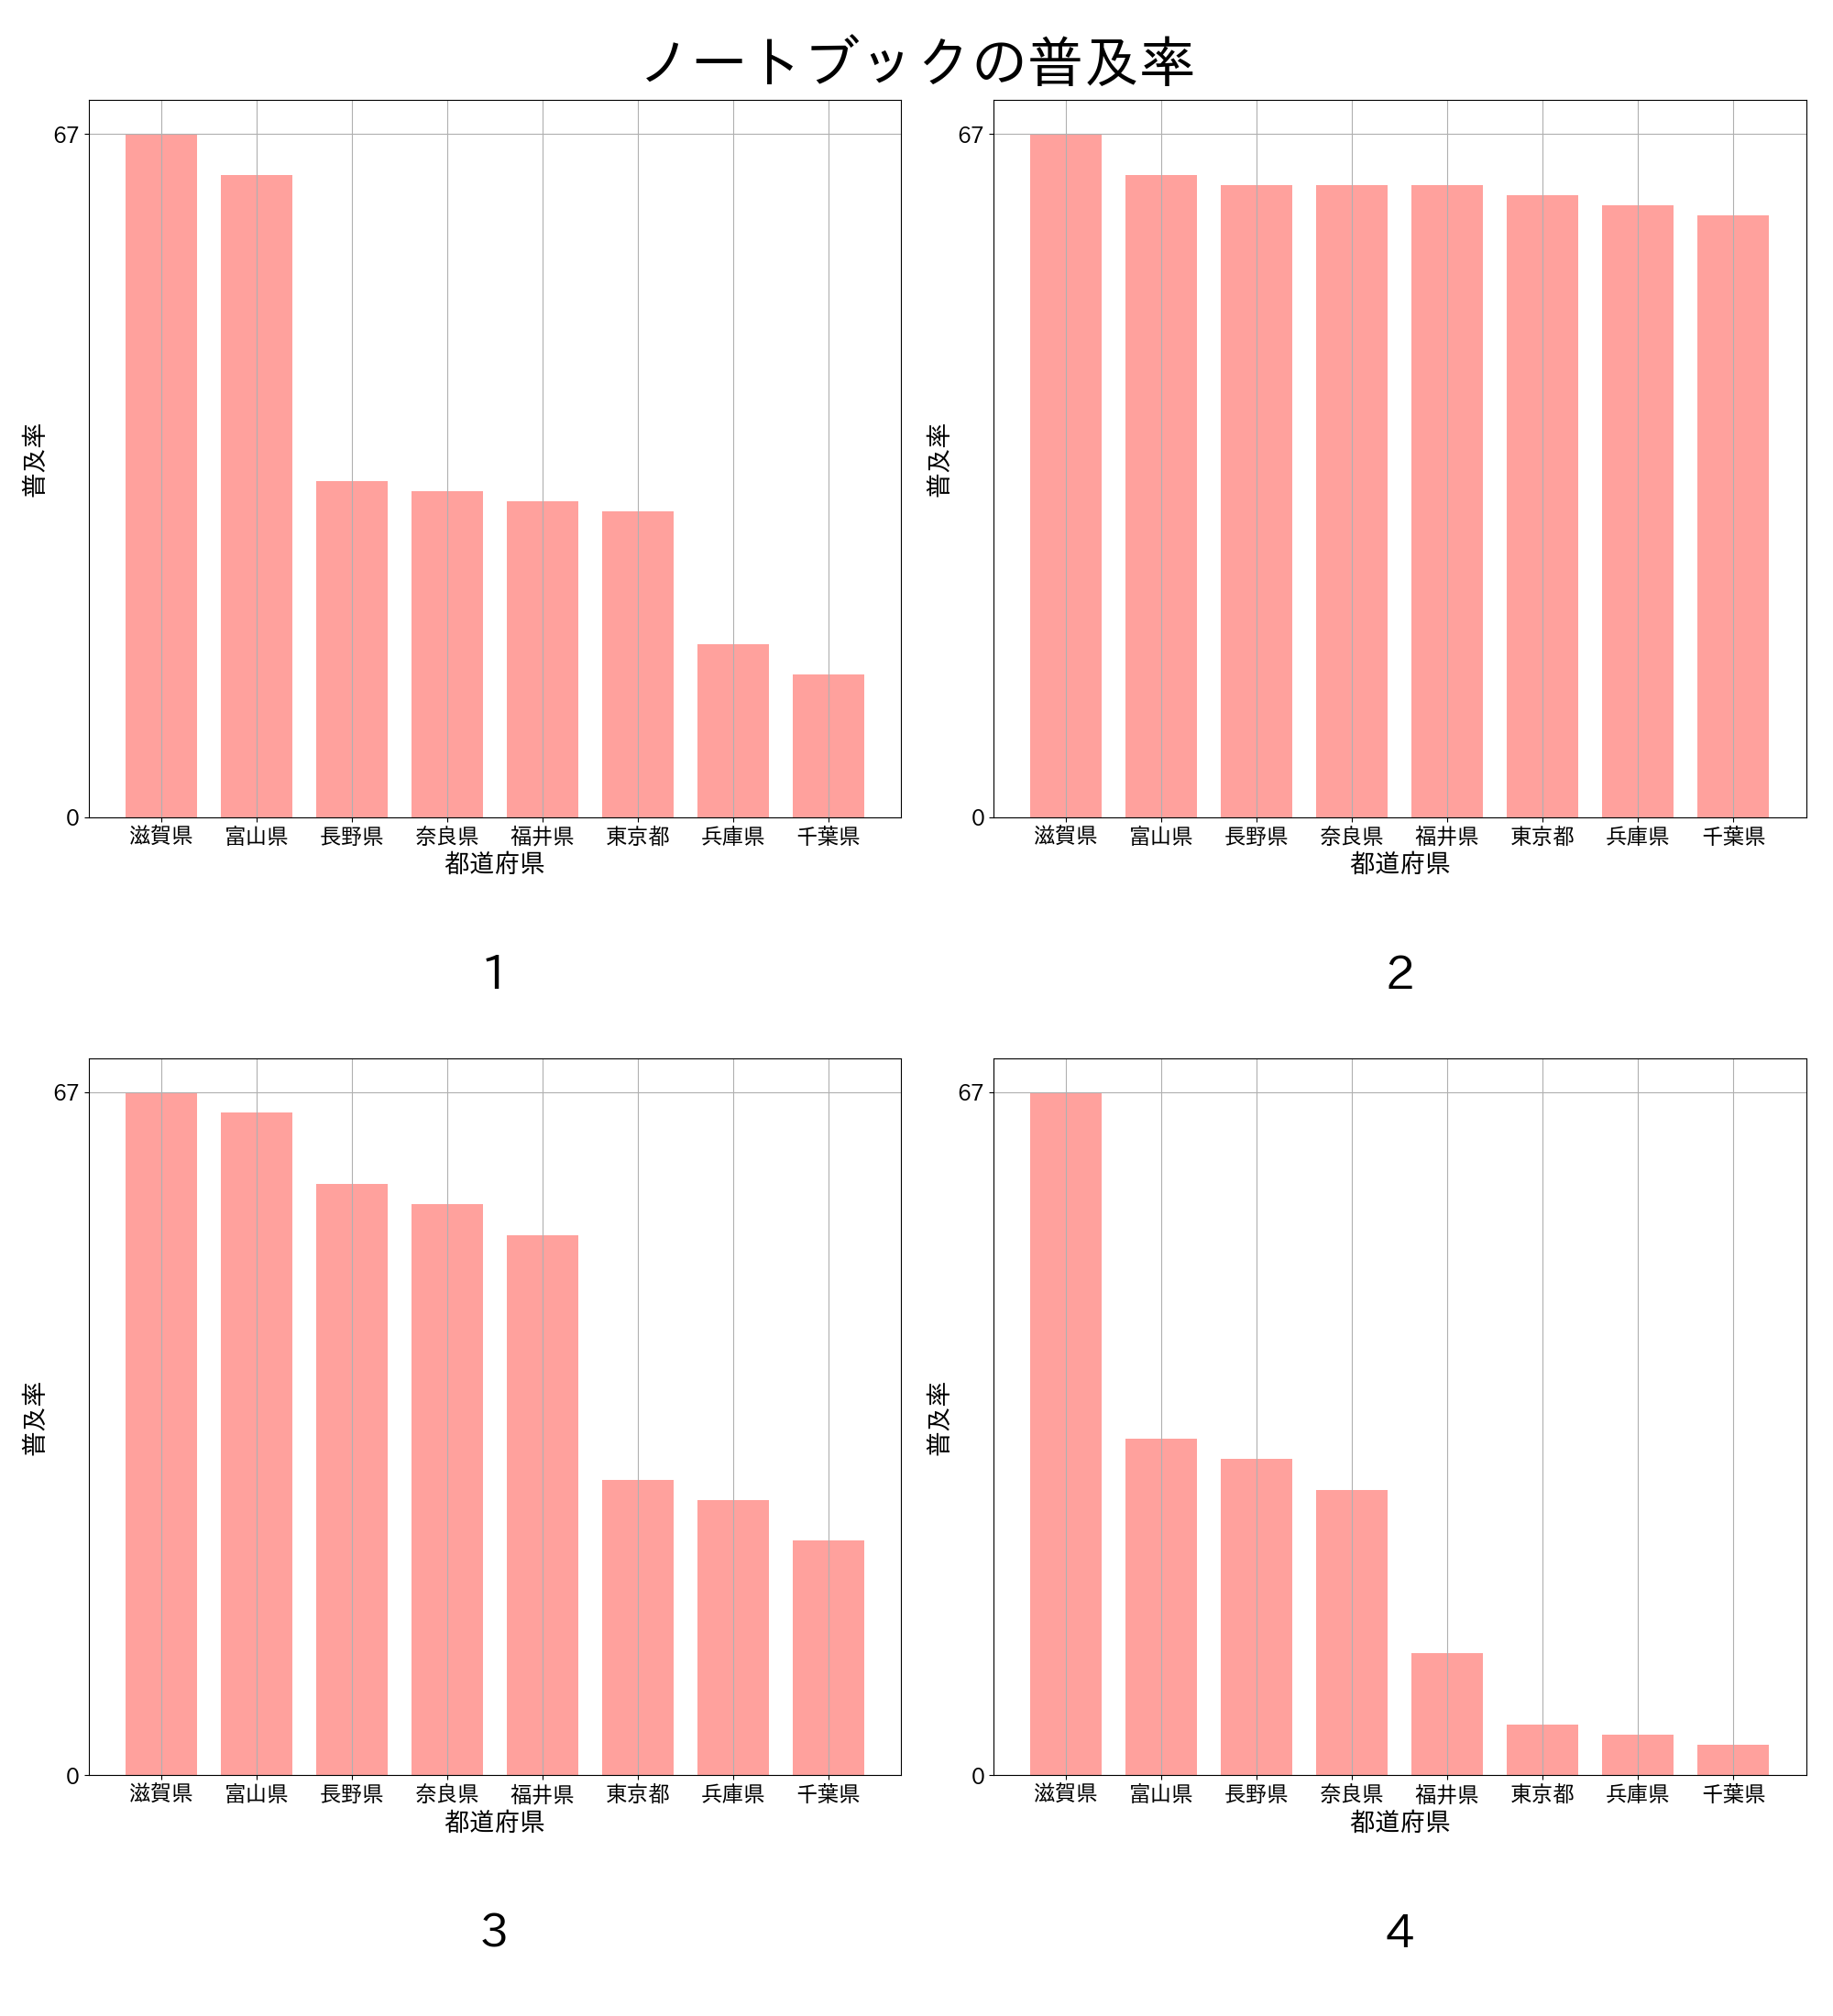 ノートブックの普及率
67
0
普及率
滋賀県 富山県 長野県 奈良県 福井県 東京都 兵庫県 千葉県
都道府県
1
67
0
普及率
滋賀県 富山県 長野県 奈良県 福井県 東京都 兵庫県 千葉県
都道府県
2
67
0
普及率
滋賀県 富山県 長野県 奈良県 福井県 東京都 兵庫県 千葉県
都道府県
3
67
0
普及率
滋賀県 富山県 長野県 奈良県 福井県 東京都 兵庫県 千葉県
都道府県
4